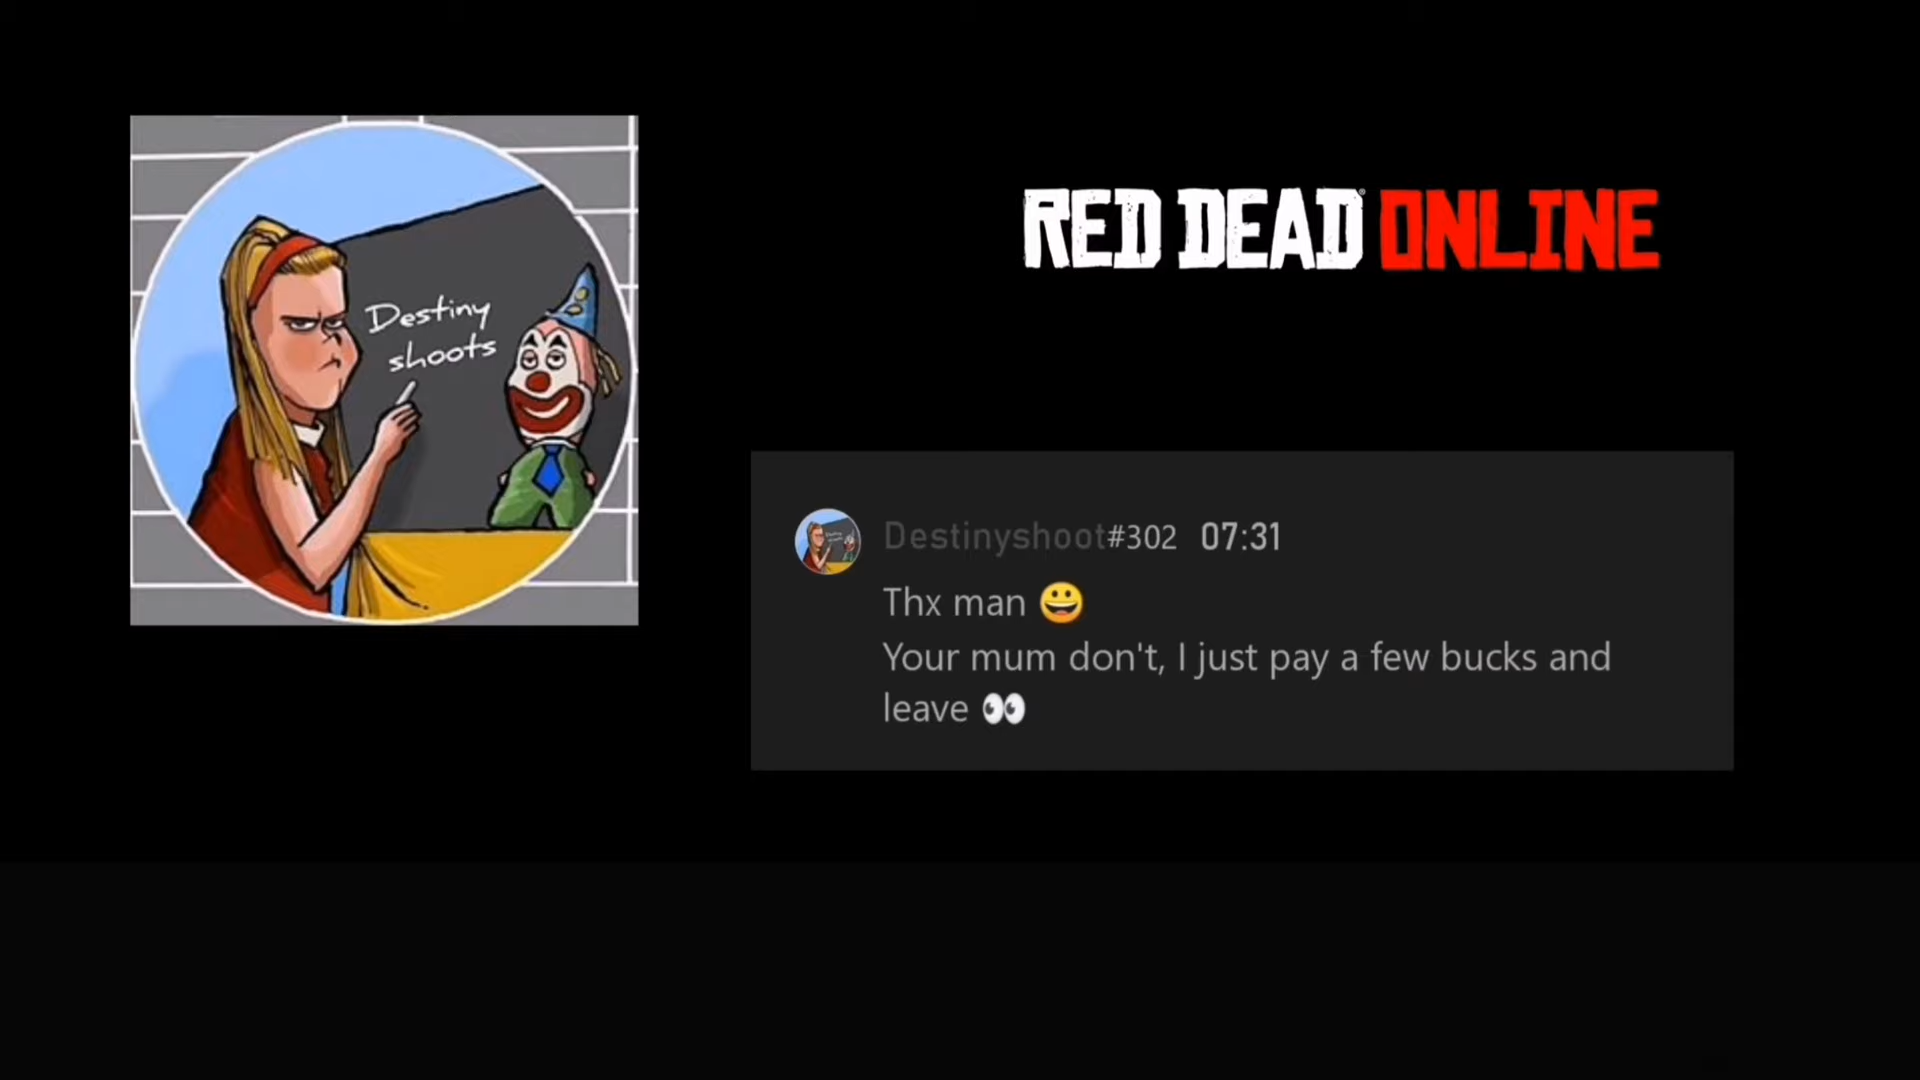 RED DEAD ONLINE
Destiny
shoots
Destinyshoot#302 07:31
Thx man 😀
Your mum don't, I just pay a few bucks and
leave 👀